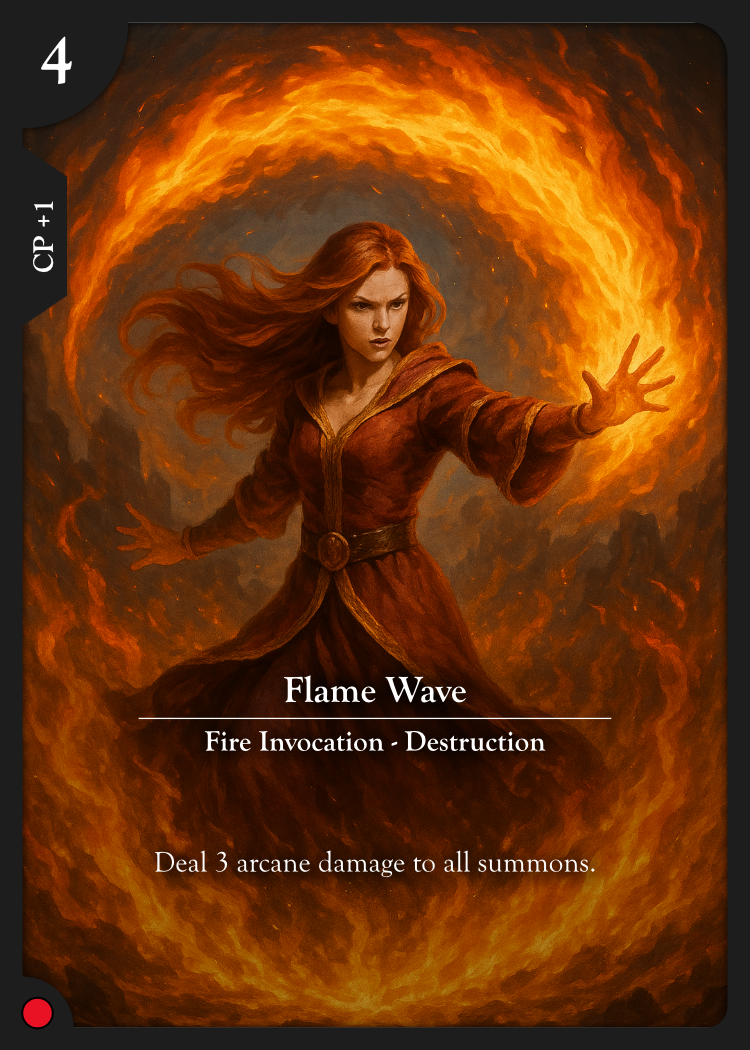 4
CP +1
Flame Wave
Fire Invocation - Destruction
Deal 3 arcane damage to all summons.